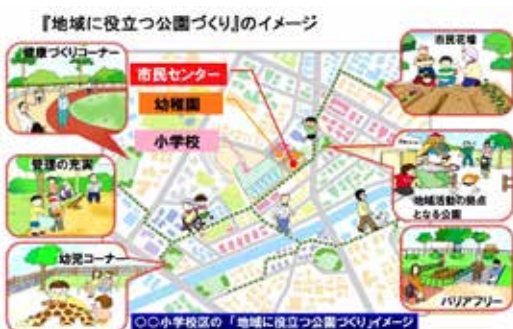 『地域に役立つ公園づくり』のイメージ
健康づくりコーナー
市民センター
幼稚園
小学校
市民花壇
管理の充実
地域活動の拠点
となる公園
幼児コーナー
バリアフリー
〇〇小学校区の「地域に役立つ公園づくり」イメージ